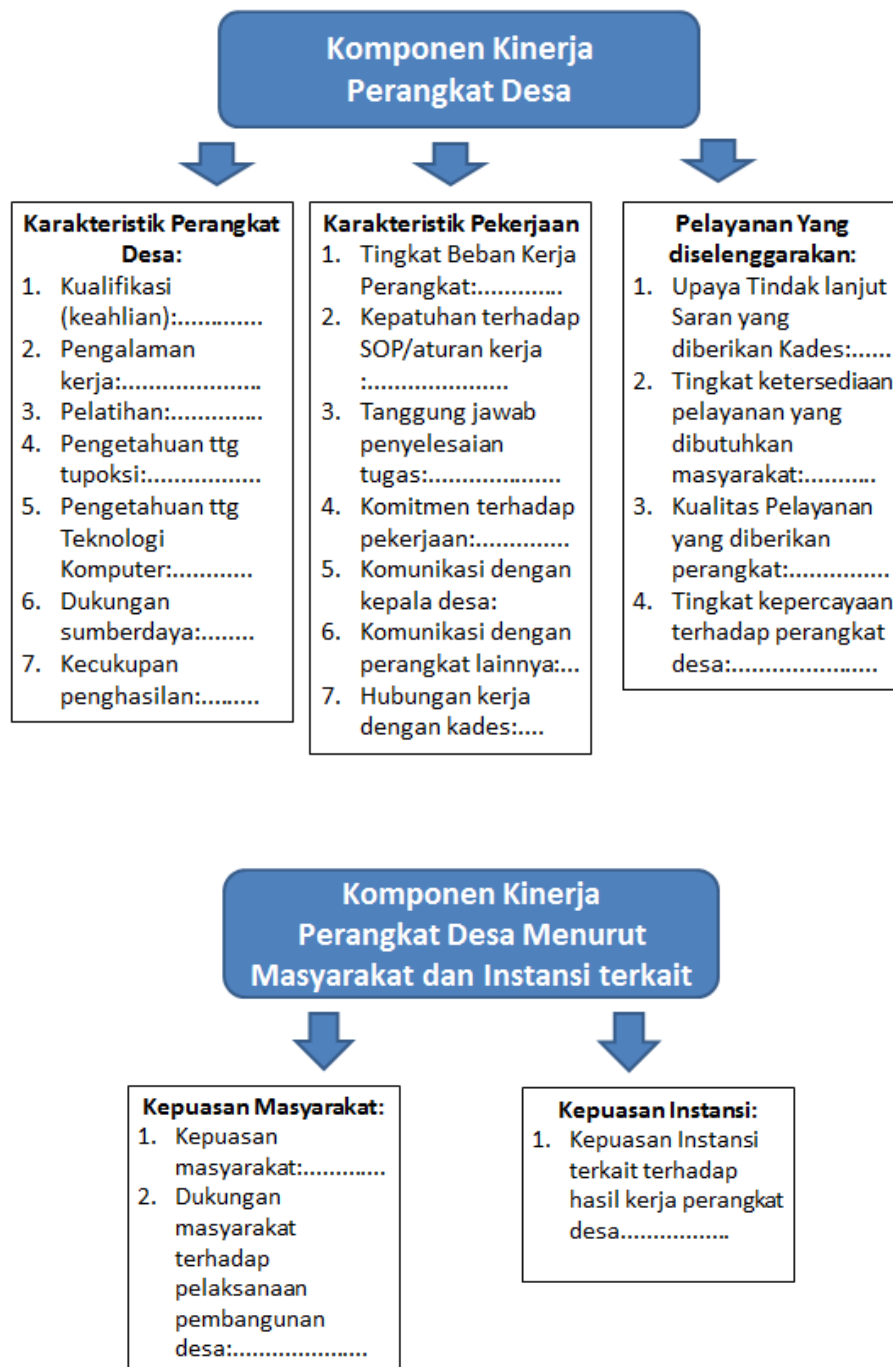 Komponen Kinerja
Perangkat Desa
Karakteristik Perangkat
Desa:
1. Kualifikasi
(keahlian):.............
2. Pengalaman
kerja:.....................
3. Pelatihan:..............
4. Pengetahuan ttg
tupoksi:.................
5. Pengetahuan ttg
Teknologi
Komputer:............
6. Dukungan
sumberdaya:........
7. Kecukupan
penghasilan:.........
Karakteristik Pekerjaan
1. Tingkat Beban Kerja
Perangkat:.............
2. Kepatuhan terhadap
SOP/aturan kerja
:.....................
3. Tanggung jawab
penyelesaian
tugas:....................
4. Komitmen terhadap
pekerjaan:..............
5. Komunikasi dengan
kepala desa:
6. Komunikasi dengan
perangkat lainnya:...
7. Hubungan kerja
dengan kades:....
Pelayanan Yang
diselenggarakan:
1. Upaya Tindak lanjut
Saran yang
diberikan Kades:......
2. Tingkat ketersediaan
pelayanan yang
dibutuhkan
masyarakat:...........
3. Kualitas Pelayanan
yang diberikan
perangkat:...............
4. Tingkat kepercayaan
terhadap perangkat
desa:......................
Komponen Kinerja
Perangkat Desa Menurut
Masyarakat dan Instansi terkait
Kepuasan Masyarakat:
1. Kepuasan
masyarakat:............
2. Dukungan
masyarakat
terhadap
pelaksanaan
pembangunan
desa:.....................
Kepuasan Instansi:
1. Kepuasan Instansi
terkait terhadap
hasil kerja perangkat
desa.................